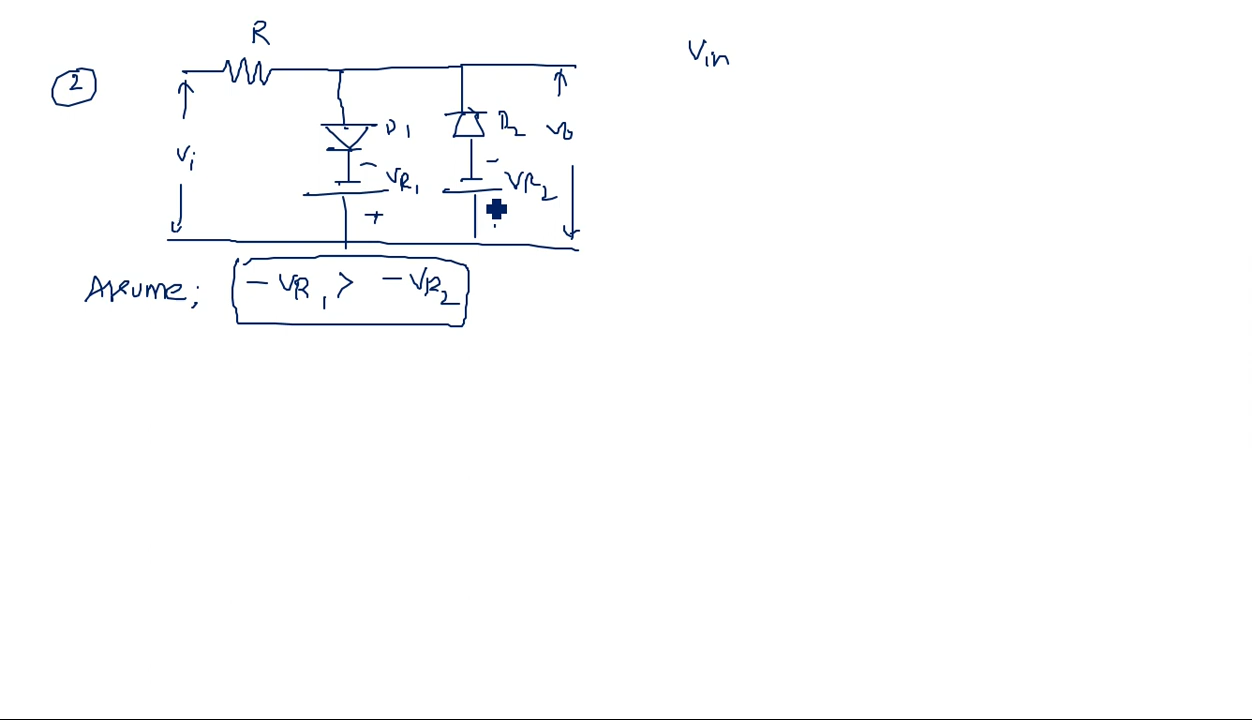 R
Vin
2
D1
D2
Vo
Vi
-
VR1
-
VR2
+
Assume; -VR1 > -VR2